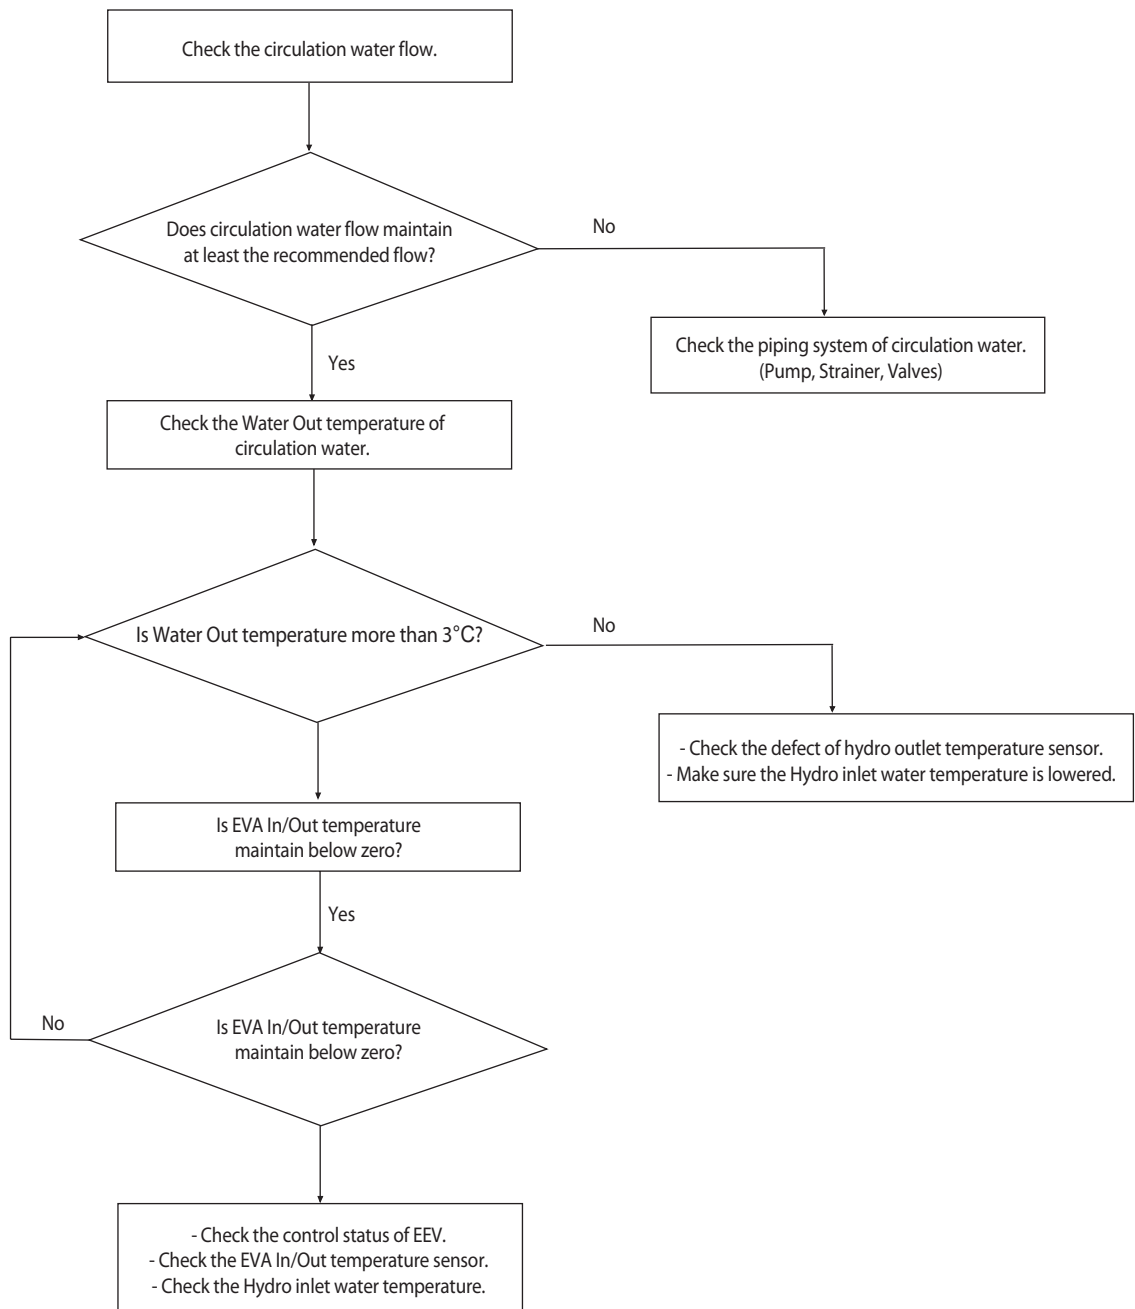 Check the circulation water flow.
Does circulation water flow maintain
at least the recommended flow?
No
Check the piping system of circulation water.
(Pump, Strainer, Valves)
Yes
Check the Water Out temperature of
circulation water.
Is Water Out temperature more than 3°C?
No
- Check the defect of hydro outlet temperature sensor.
- Make sure the Hydro inlet water temperature is lowered.
Is EVA In/Out temperature
maintain below zero?
Yes
Is EVA In/Out temperature
maintain below zero?
No
- Check the control status of EEV.
- Check the EVA In/Out temperature sensor.
- Check the Hydro inlet water temperature.